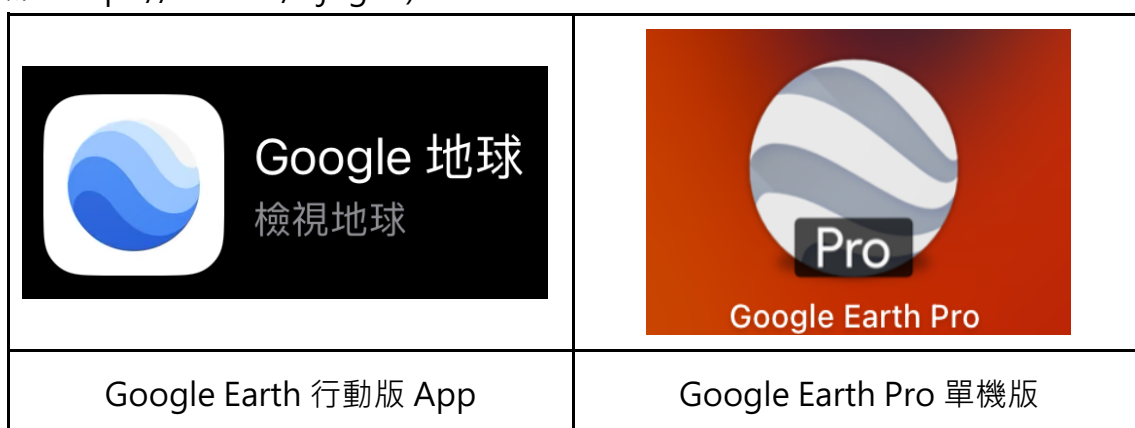 Google 地球
檢視地球
Pro
Google Earth Pro
Google Earth 行動版 App
Google Earth Pro 單機版